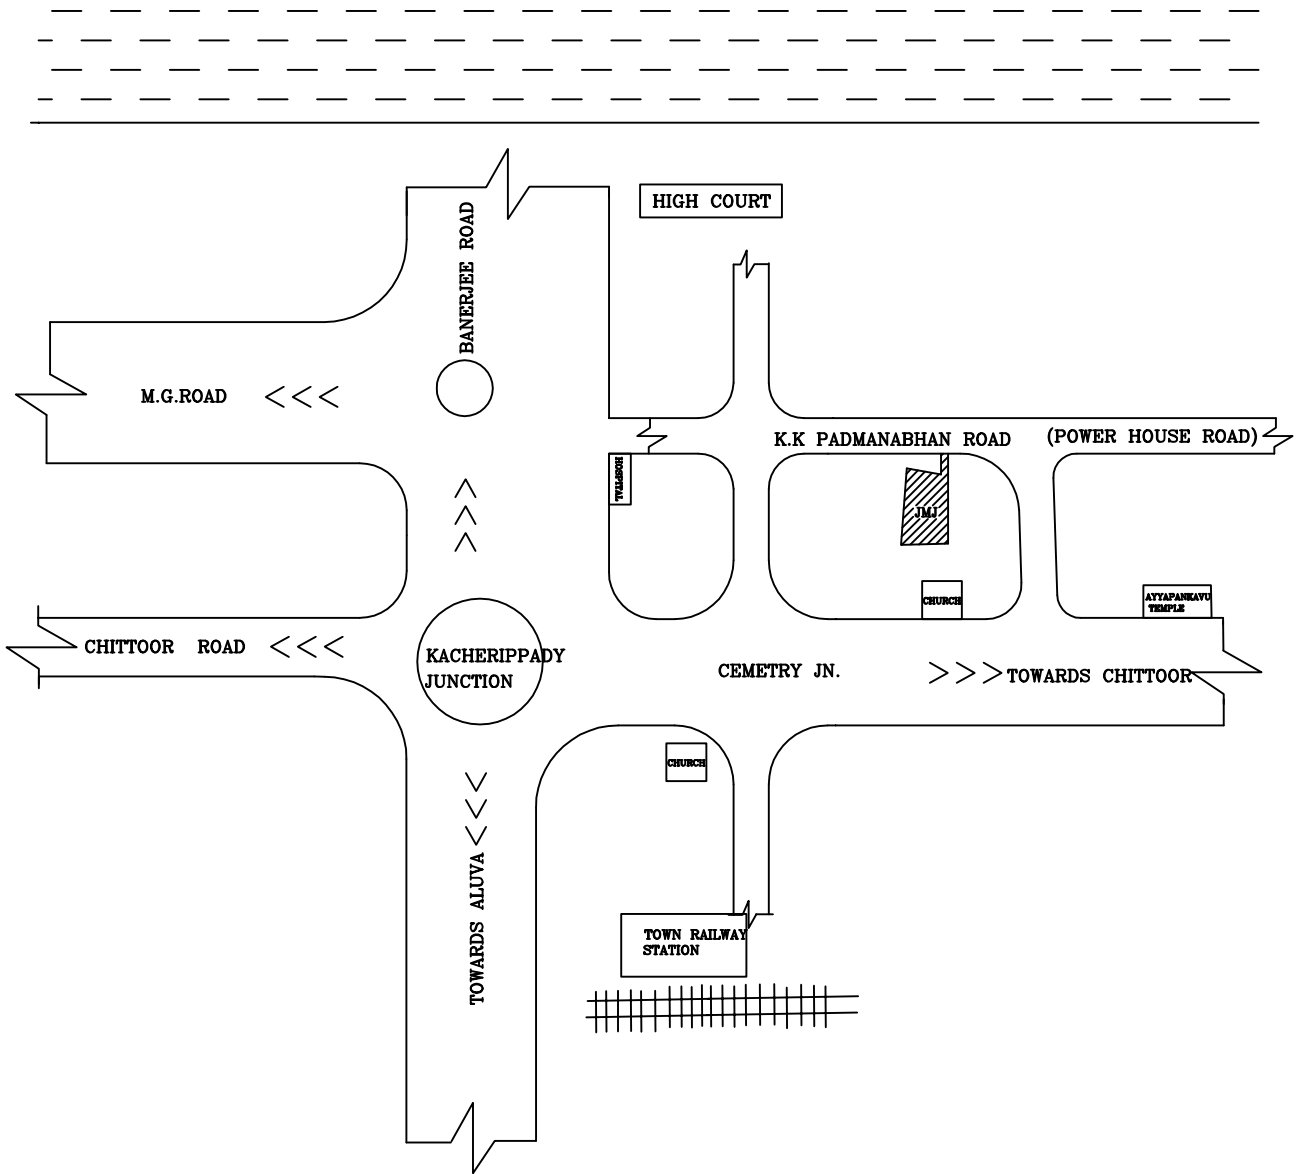 HIGH COURT
BANERJEE ROAD
M.G.ROAD
K.K PADMANABHAN ROAD
(POWER HOUSE ROAD)
HOSPITAL
JMJ
CHURCH
AYYAPANKAVU
TEMPLE
CHITTOOR ROAD
KACHERIPPADY
JUNCTION
CEMETRY JN.
TOWARDS CHITTOOR
CHURCH
TOWARDS ALUVA
TOWN RAILWAY
STATION